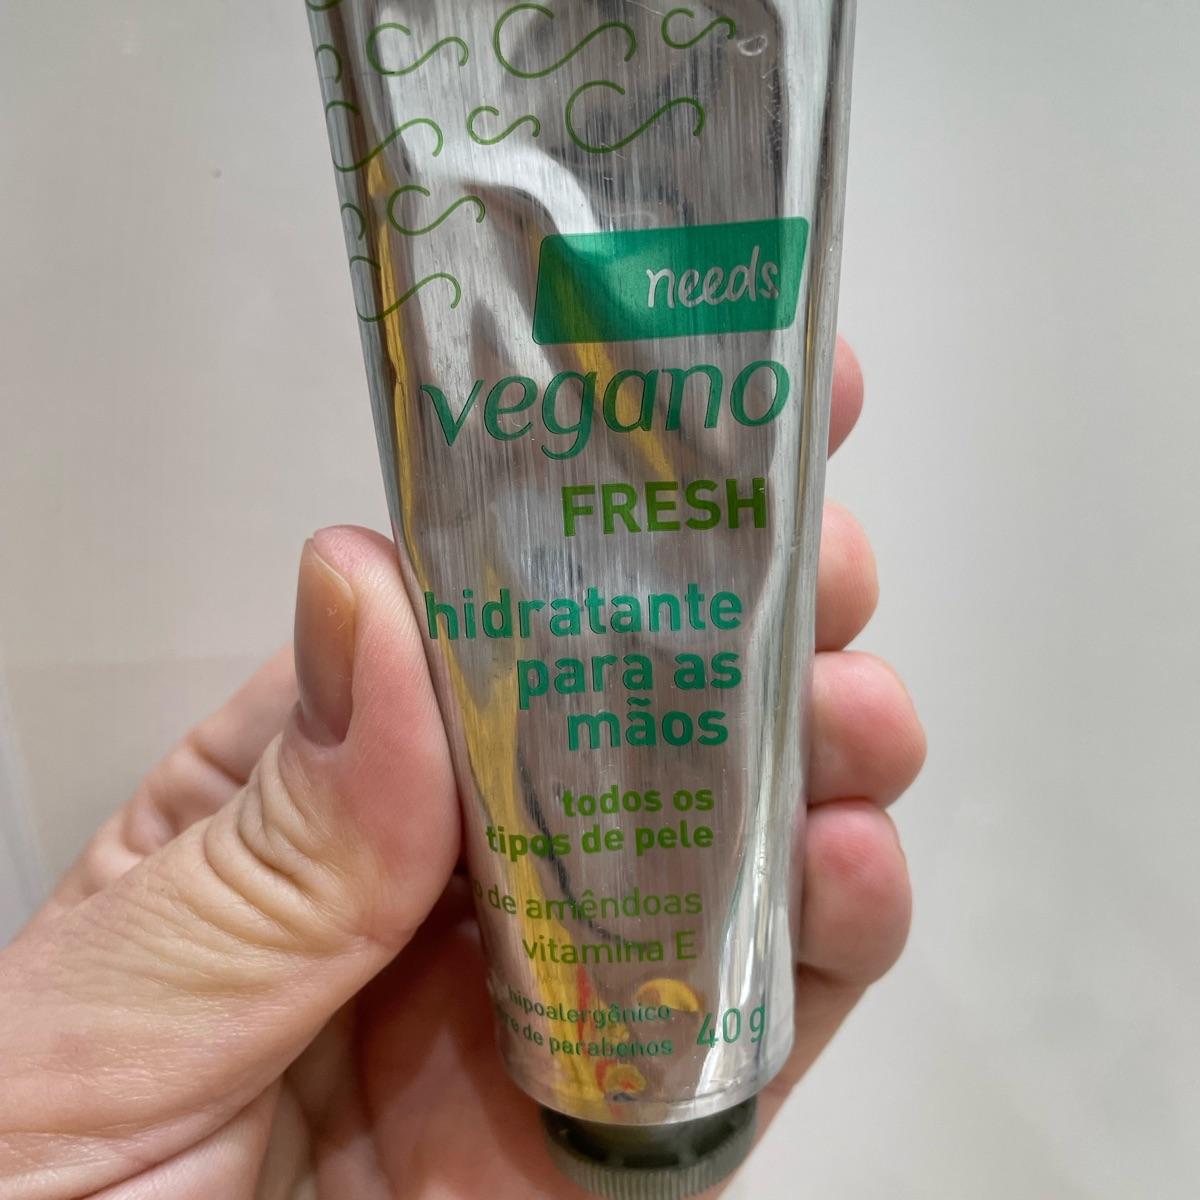 needs
vegano
FRESH
hidratante
para as
mãos
todos os
tipos de pele
de amêndoas
vitamina E
hipoalergênico
de parabenos
40g